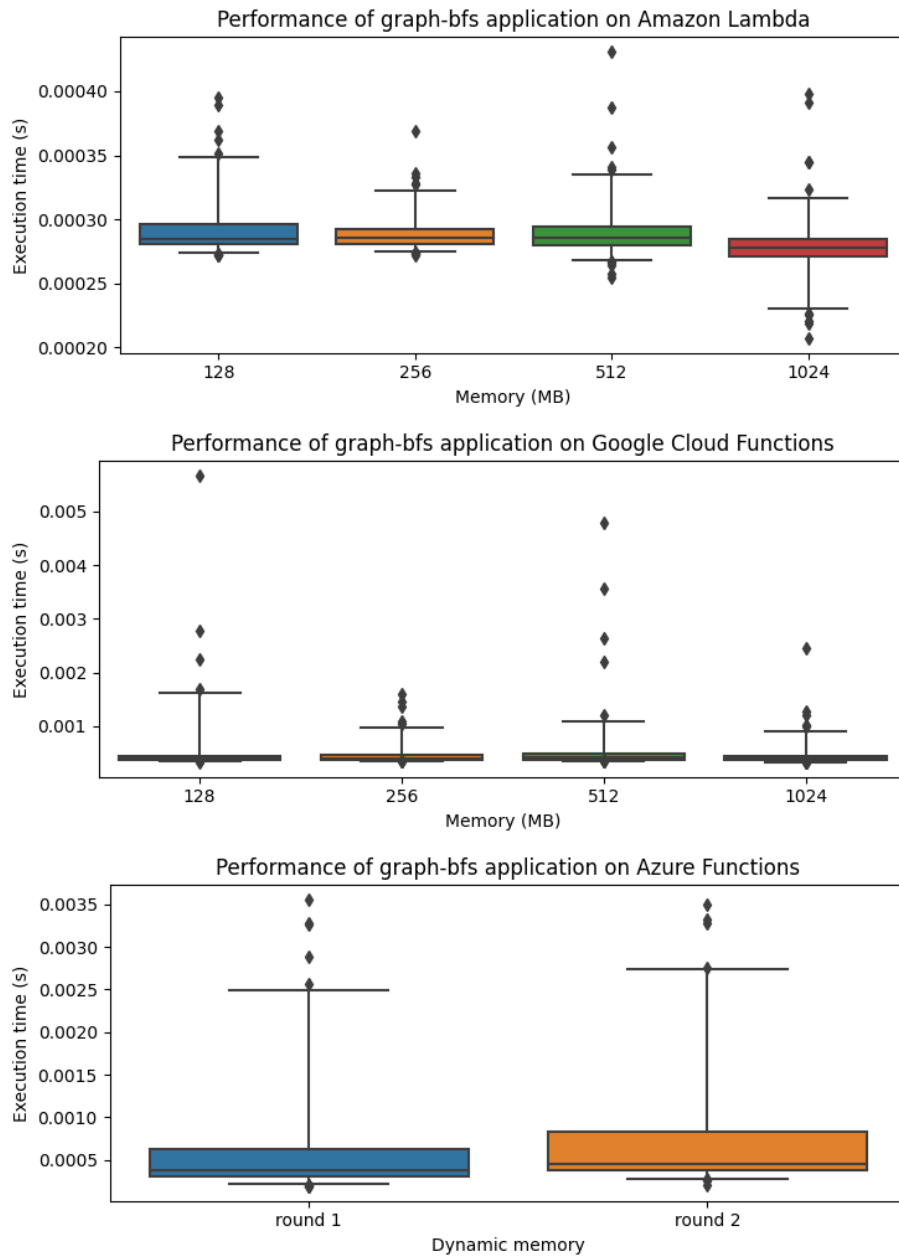 Performance of graph-bfs application on Amazon Lambda
Execution time (s)
0.00040
0.00035
0.00030
0.00025
0.00020
128 256 512 1024
Memory (MB)
Performance of graph-bfs application on Google Cloud Functions
Execution time (s)
0.005
0.004
0.003
0.002
0.001
128 256 512 1024
Memory (MB)
Performance of graph-bfs application on Azure Functions
Execution time (s)
0.0035
0.0030
0.0025
0.0020
0.0015
0.0010
0.0005
round 1 round 2
Dynamic memory